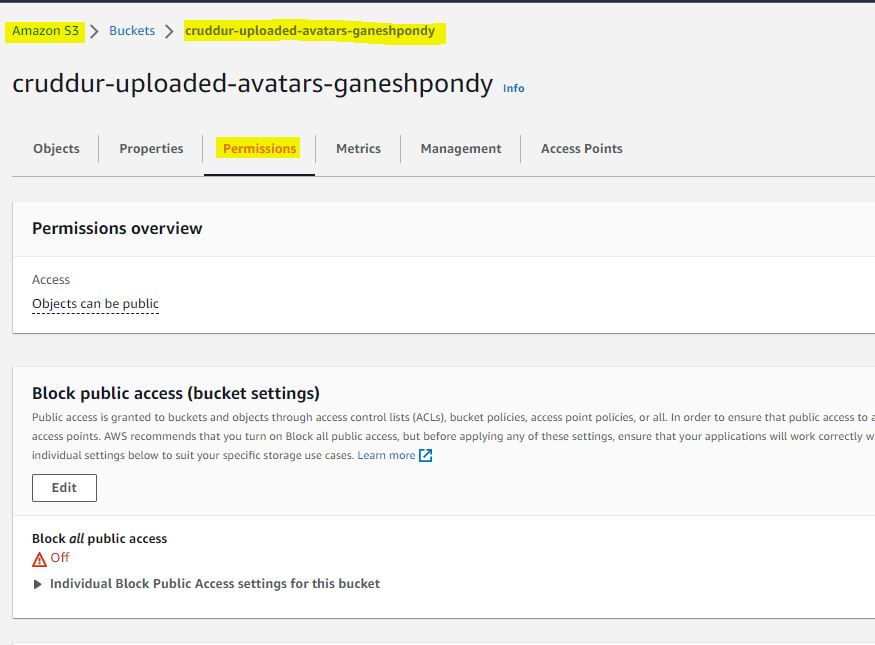 Amazon S3 > Buckets > cruddur-uploaded-avatars-ganeshpondy
cruddur-uploaded-avatars-ganeshpondy Info
Objects Properties Permissions Metrics Management Access Points
Permissions overview
Access
Objects can be public
Block public access (bucket settings)
Public access is granted to buckets and objects through access control lists (ACLs), bucket policies, access point policies, or all. In order to ensure that public access to
access points. AWS recommends that you turn on Block all public access, but before applying any of these settings, ensure that your applications will work correctly
individual settings below to suit your specific storage use cases. Learn more
Edit
Block all public access
Off
Individual Block Public Access settings for this bucket